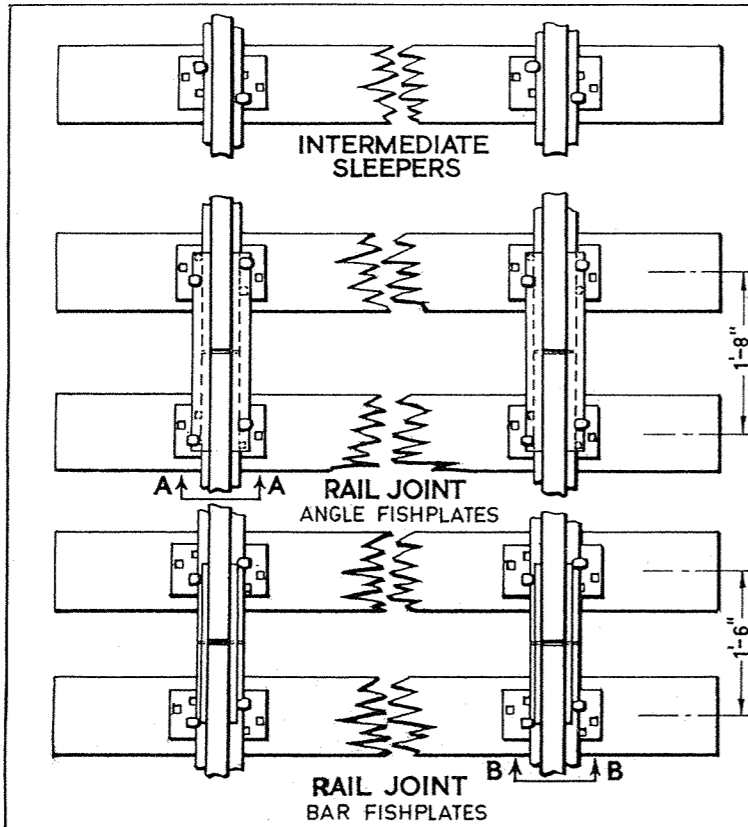 INTERMEDIATE
SLEEPERS
1'-8"
A A
RAIL JOINT
ANGLE FISHPLATES
1'-6"
B B
RAIL JOINT
BAR FISHPLATES